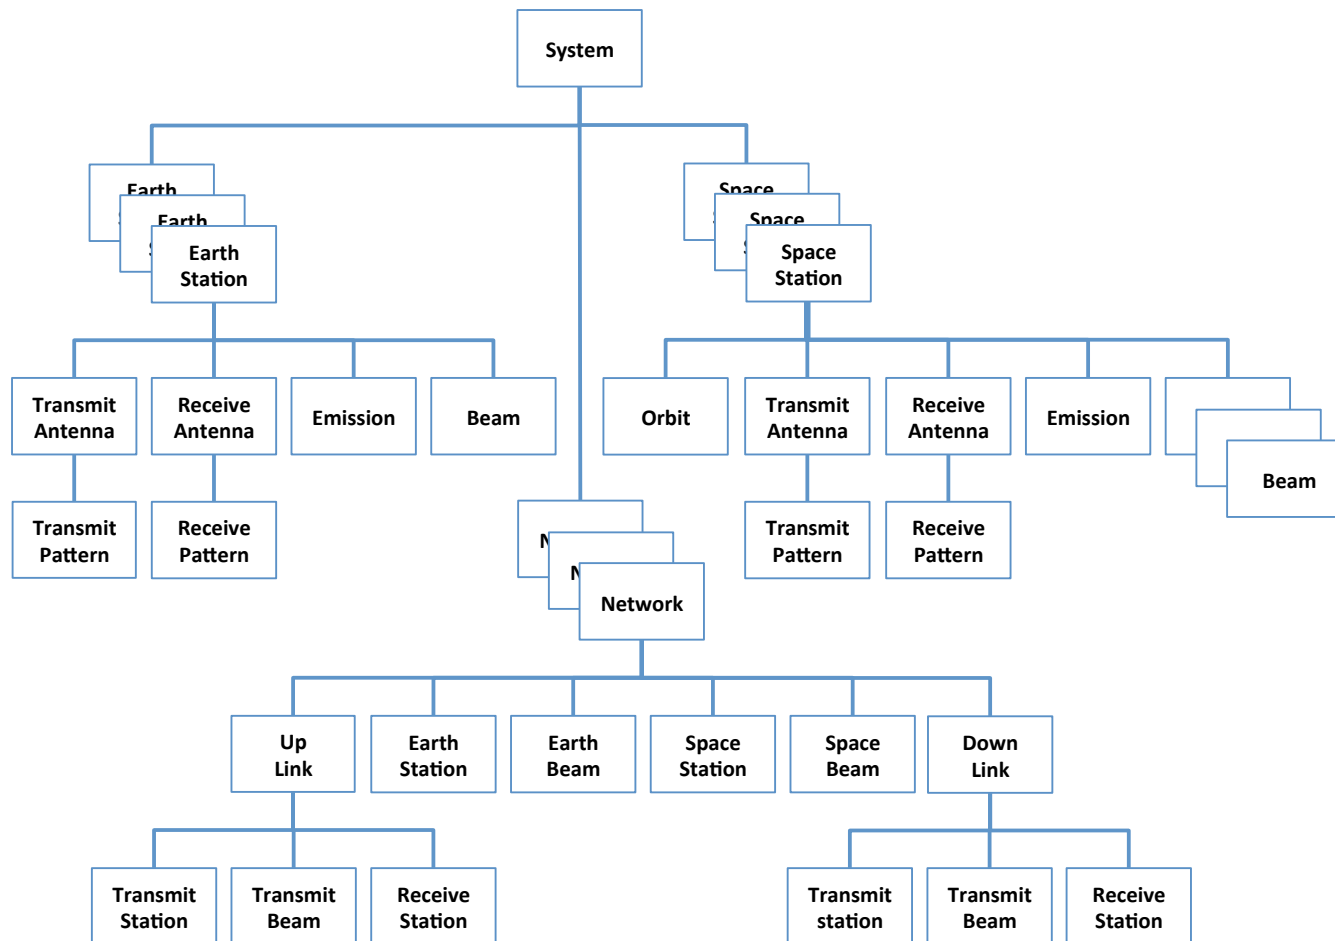 System
Earth
Earth
Earth
Station
Space
Space
Space
Station
Transmit
Antenna
Receive
Antenna
Emission
Beam
Orbit
Transmit
Antenna
Receive
Antenna
Emission
Beam
Transmit
Pattern
Receive
Pattern
Transmit
Pattern
Receive
Pattern
Network
Up
Link
Earth
Station
Earth
Beam
Space
Station
Space
Beam
Down
Link
Transmit
Station
Transmit
Beam
Receive
Station
Transmit
station
Transmit
Beam
Receive
Station